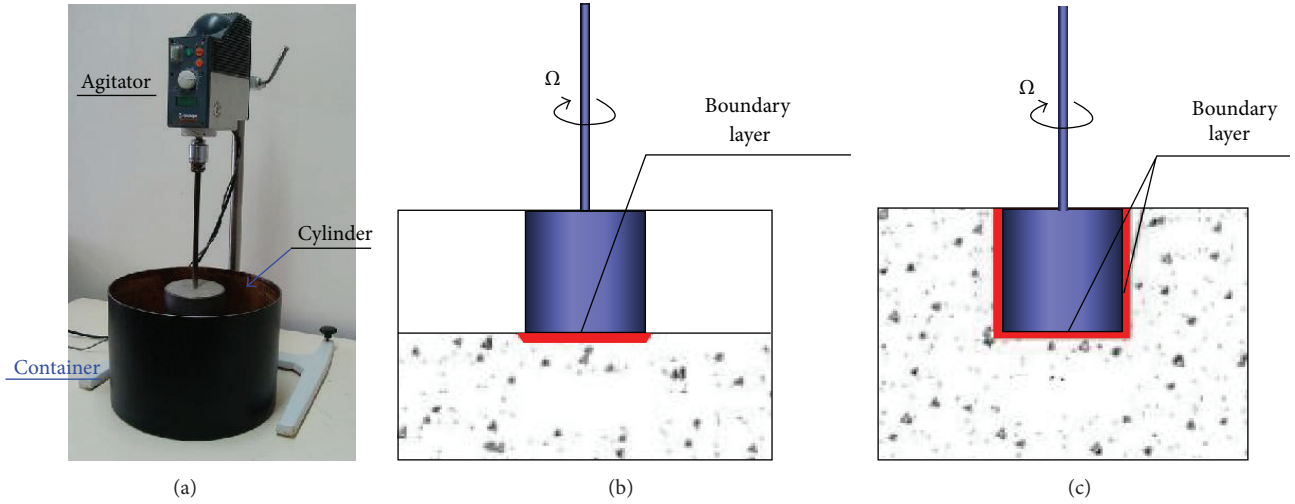 Agitator
Cylinder
Container
(a)
Ω
Boundary
layer
(b)
Ω
Boundary
layer
(c)